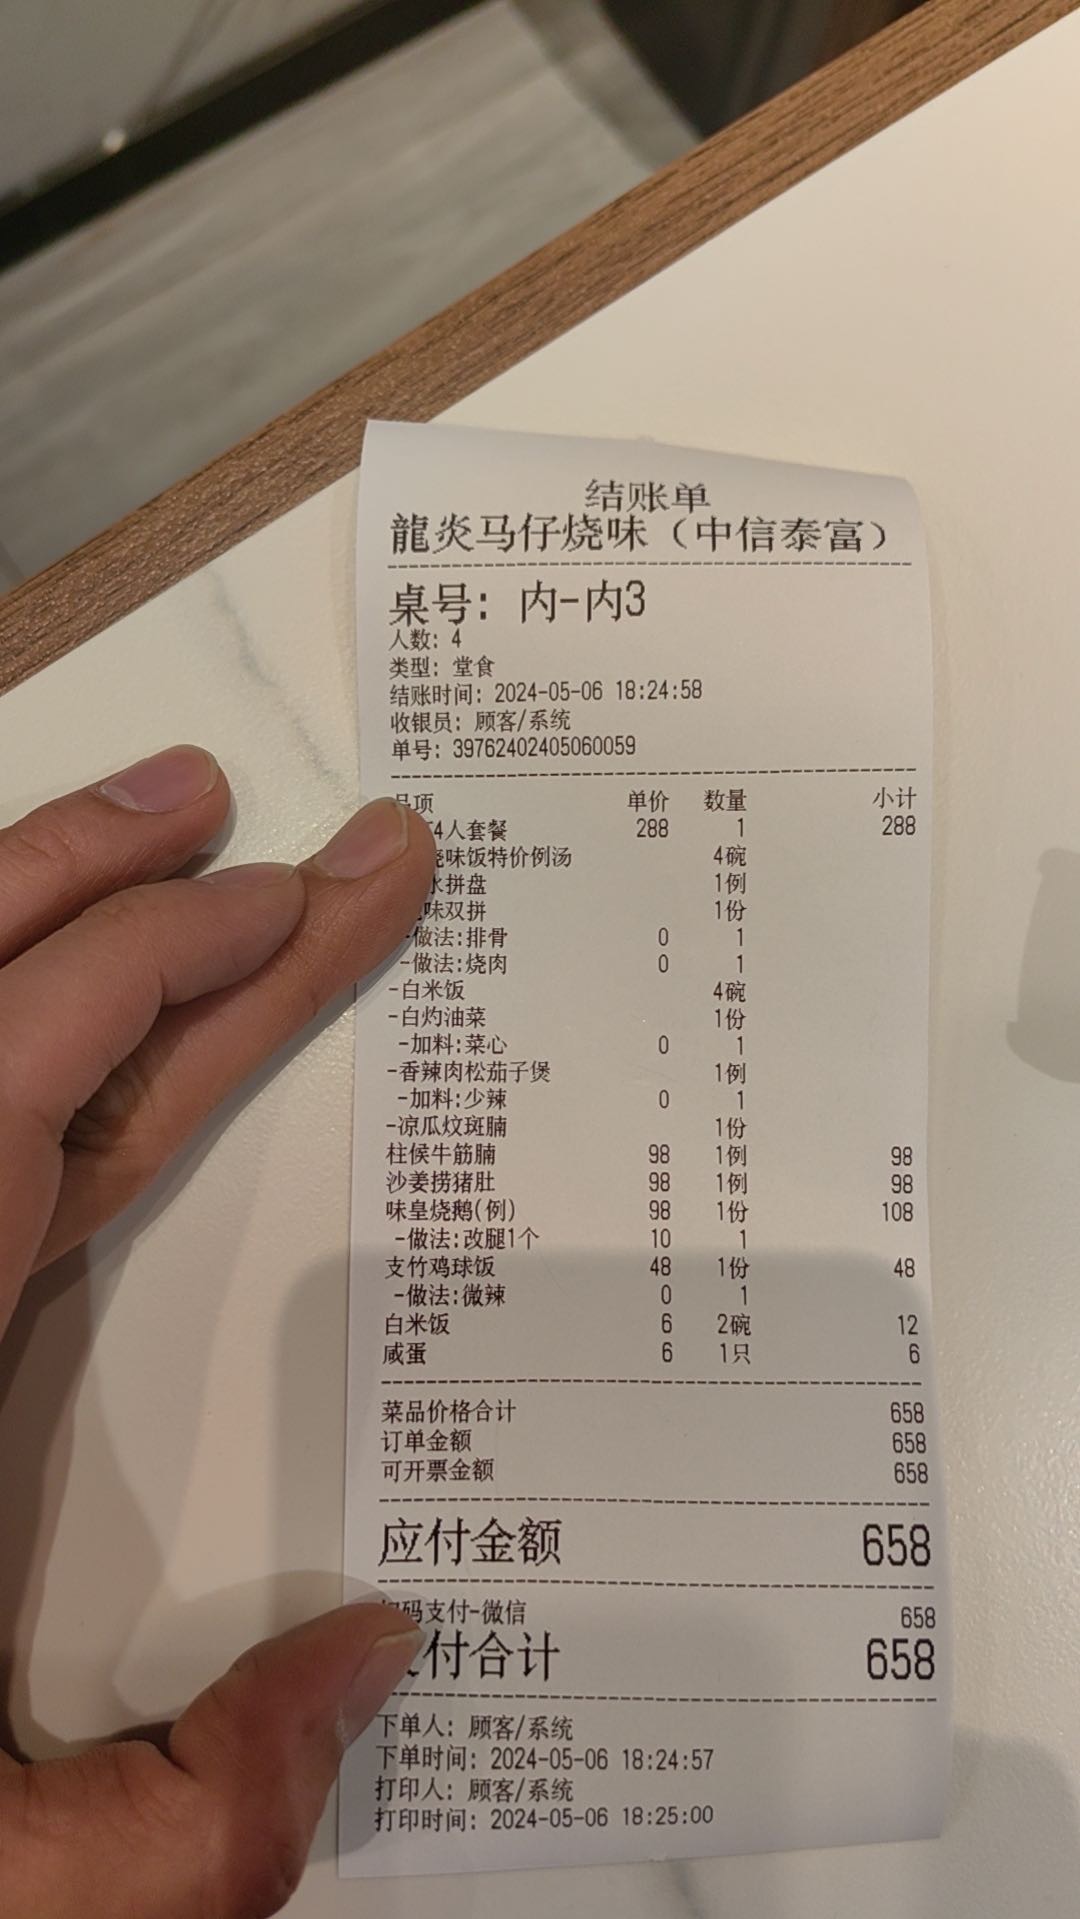 结账单
龍炎马仔烧味（中信泰富）
桌号: 内-内3
人数: 4
类型: 堂食
结账时间: 2024-05-06 18:24:58
收银员: 顾客/系统
单号: 39762402405060059
品项 单价 数量 小计
4人套餐 288 1 288
烧味饭特价例汤 4碗
水拼盘 1例
味双拼 1份
-做法:排骨 0 1
-做法:烧肉 0 1
-白米饭 4碗
-白灼油菜 1份
-加料:菜心 0 1
-香辣肉松茄子煲 1例
-加料:少辣 0 1
-凉瓜炆斑腩 1份
柱候牛筋腩 98 1例 98
沙姜捞猪肚 98 1例 98
味皇烧鹅(例) 98 1份 108
-做法:改腿1个 10 1
支竹鸡球饭 48 1份 48
-做法:微辣 0 1
白米饭 6 2碗 12
咸蛋 6 1只 6
菜品价格合计 658
订单金额 658
可开票金额 658
应付金额 658
扫码支付-微信 658
支付合计 658
下单人: 顾客/系统
下单时间: 2024-05-06 18:24:57
打印人: 顾客/系统
打印时间: 2024-05-06 18:25:00